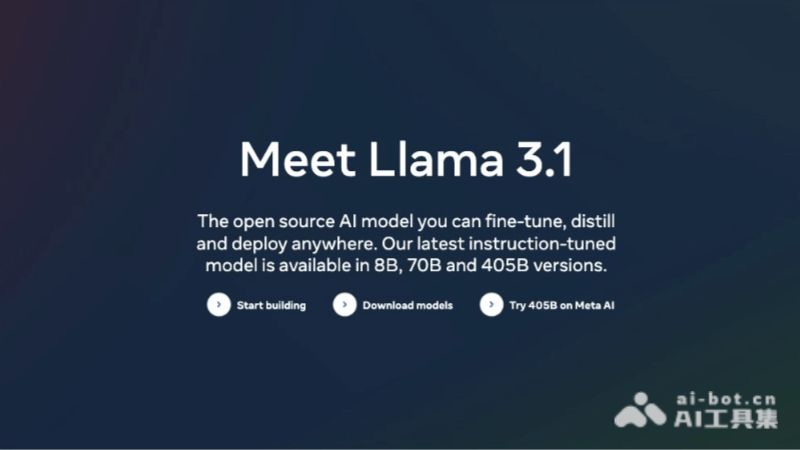 Meet Llama 3.1
The open source AI model you can fine-tune, distill
and deploy anywhere. Our latest instruction-tuned
model is available in 8B, 70B and 405B versions.
Start building Download models Try 405B on Meta AI
ai-bot.cn
AI工具集